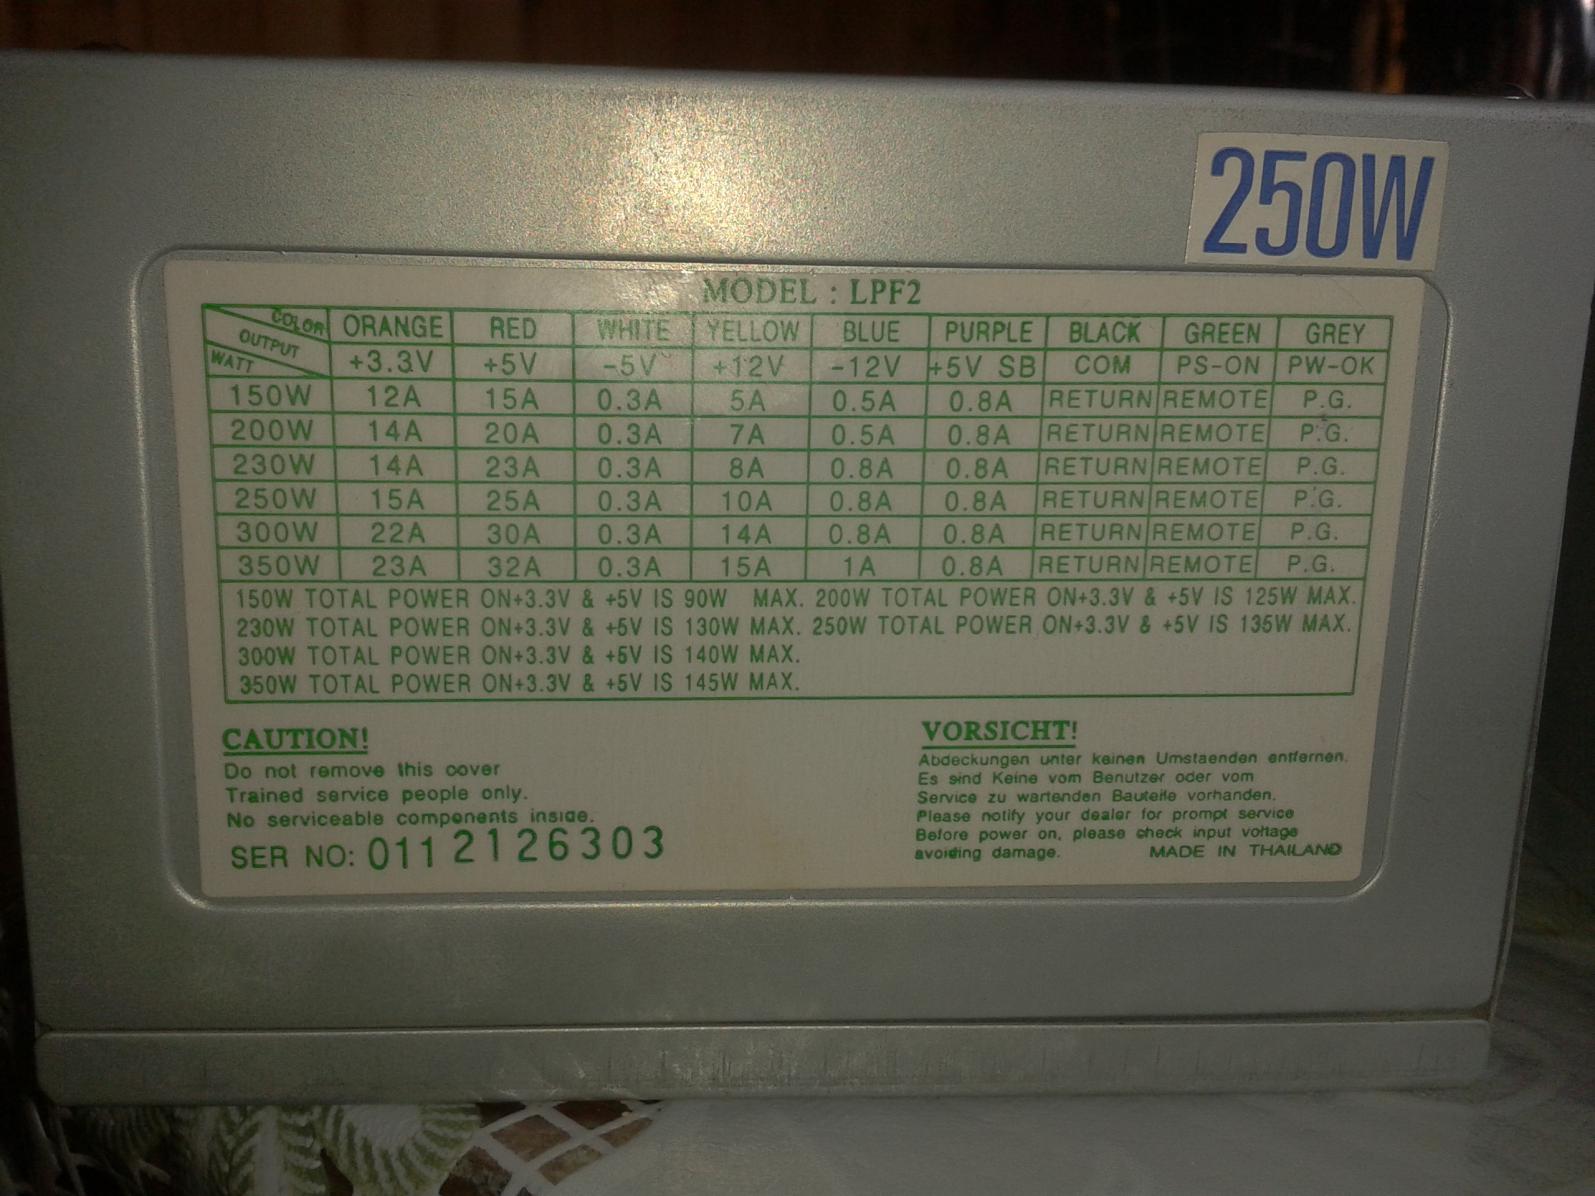 250W
MODEL : LPF2
COLOR ORANGE RED WHITE YELLOW BLUE PURPLE BLACK GREEN GREY
OUTPUT
WATT +3.3V +5V -5V +12V -12V +5V SB COM PS-ON PW-OK
150W 12A 15A 0.3A 5A 0.5A 0.8A RETURN REMOTE P.G.
200W 14A 20A 0.3A 7A 0.5A 0.8A RETURN REMOTE P.G.
230W 14A 23A 0.3A 8A 0.8A 0.8A RETURN REMOTE P.G.
250W 15A 25A 0.3A 10A 0.8A 0.8A RETURN REMOTE P.G.
300W 22A 30A 0.3A 14A 0.8A 0.8A RETURN REMOTE P.G.
350W 23A 32A 0.3A 15A 1A 0.8A RETURN REMOTE P.G.
150W TOTAL POWER ON+3.3V & +5V IS 90W MAX. 200W TOTAL POWER ON+3.3V & +5V IS 125W MAX.
230W TOTAL POWER ON+3.3V & +5V IS 130W MAX. 250W TOTAL POWER ON+3.3V & +5V IS 135W MAX.
300W TOTAL POWER ON+3.3V & +5V IS 140W MAX.
350W TOTAL POWER ON+3.3V & +5V IS 145W MAX.
CAUTION!
Do not remove this cover
Trained service people only.
No serviceable components inside.
SER NO: 0112126303
VORSICHT!
Abdeckungen unter keinen Umstaenden entfernen.
Es sind Keine vom Benutzer oder vom
Service zu wartenden Bauteile vorhanden.
Please notify your dealer for prompt service
Before power on, please check input voltage
avoiding damage. MADE IN THAILAND